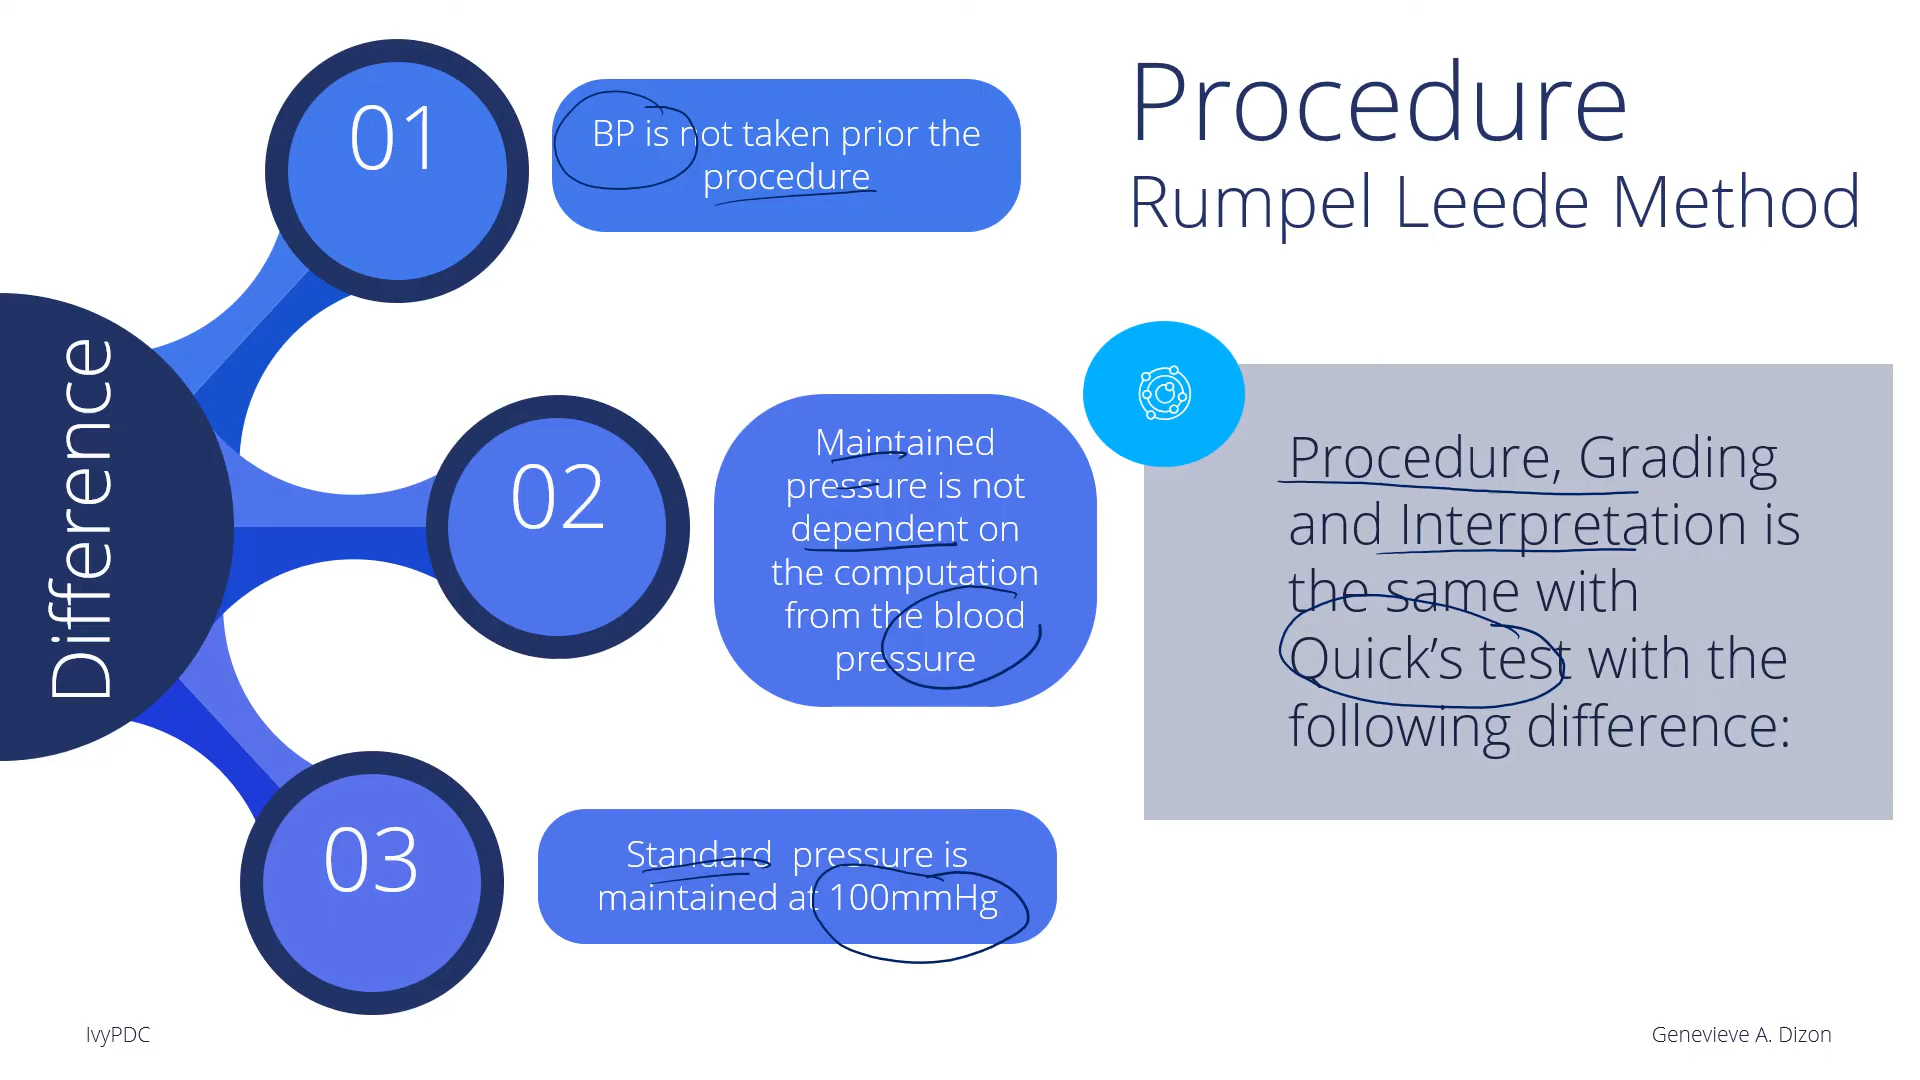 Procedure
Rumpel Leede Method
Difference
01
BP is not taken prior the
procedure
02
Maintained
pressure is not
dependent on
the computation
from the blood
pressure
03
Standard pressure is
maintained at 100mmHg
Procedure, Grading
and Interpretation is
the same with
Quick’s test with the
following difference:
IvyPDC
Genevieve A. Dizon